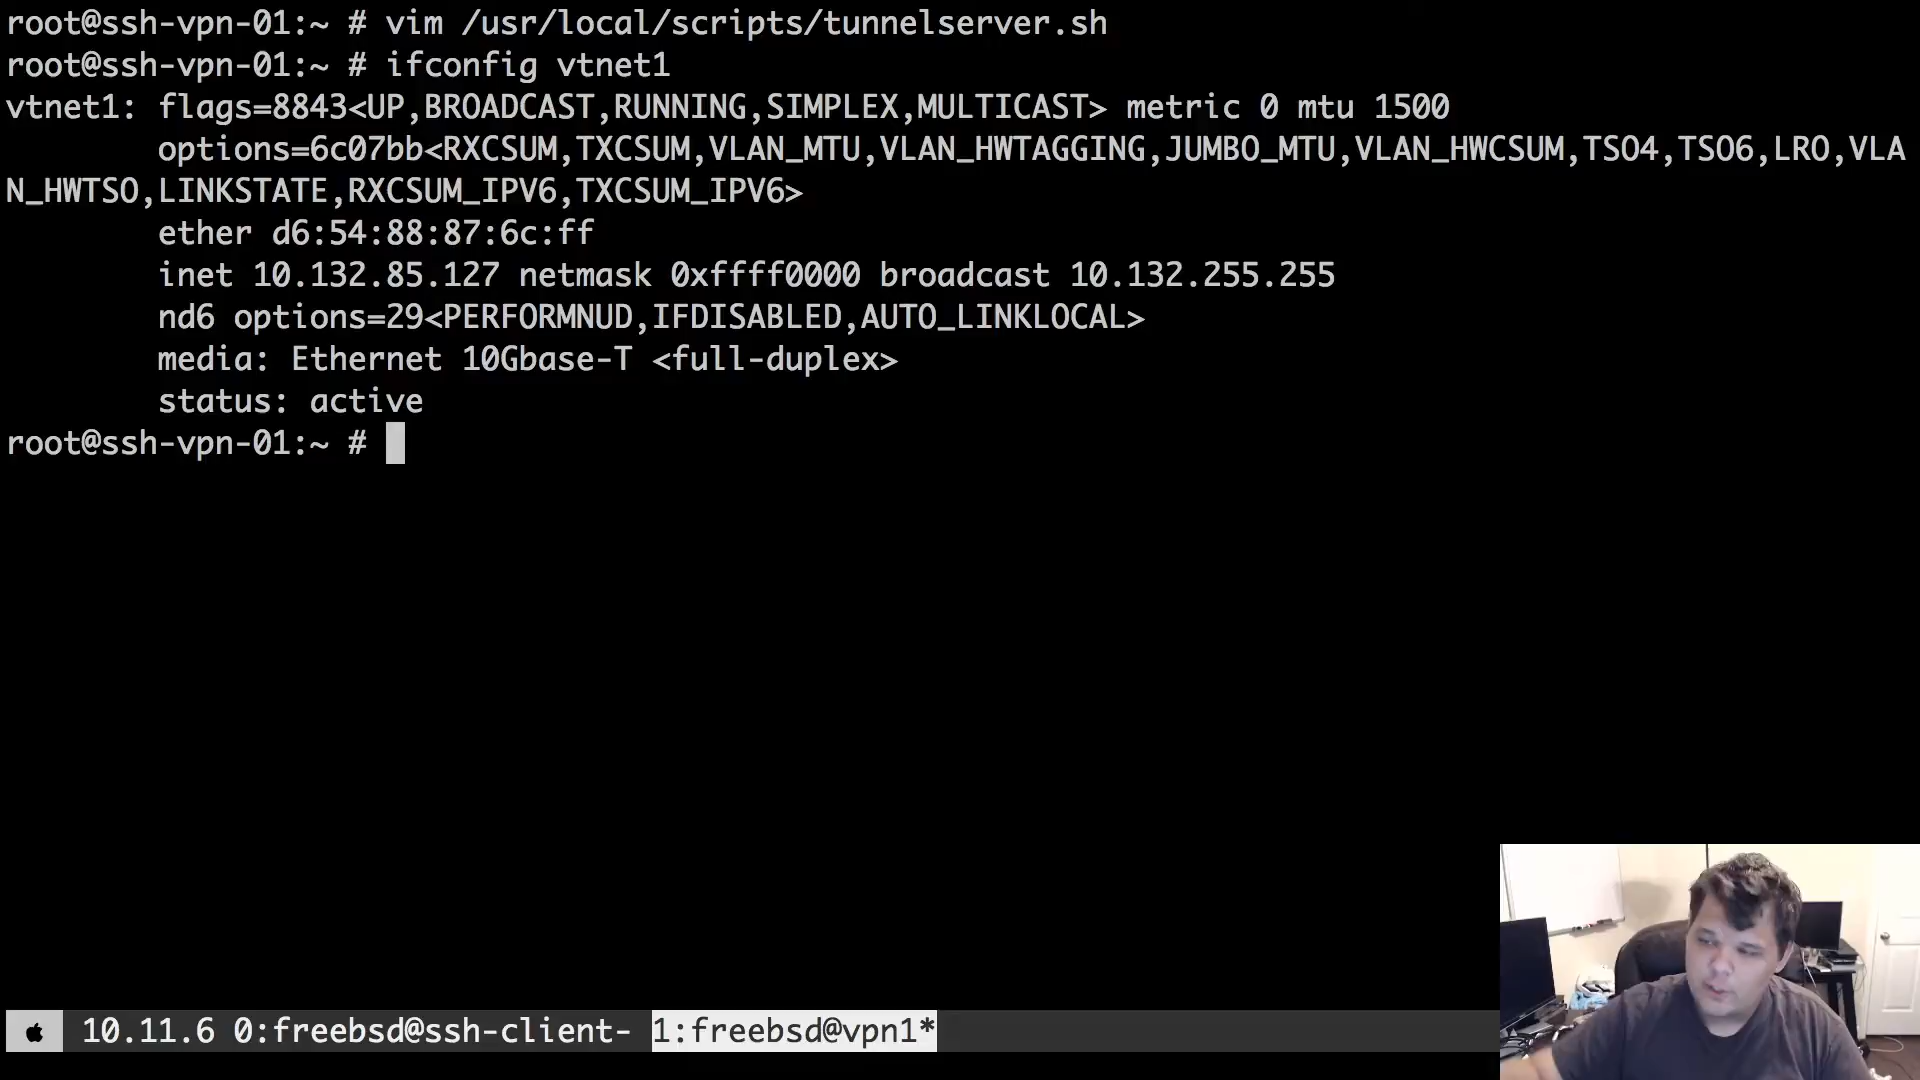 root@ssh-vpn-01:~ # vim /usr/local/scripts/tunnelserver.sh
root@ssh-vpn-01:~ # ifconfig vtnet1
vtnet1: flags=8843<UP,BROADCAST,RUNNING,SIMPLEX,MULTICAST> metric 0 mtu 1500
        options=6c07bb<RXCSUM,TXCSUM,VLAN_MTU,VLAN_HWTAGGING,JUMBO_MTU,VLAN_HWCSUM,TSO4,TSO6,LRO,VLA
N_HWTSO,LINKSTATE,RXCSUM_IPV6,TXCSUM_IPV6>
        ether d6:54:88:87:6c:ff
        inet 10.132.85.127 netmask 0xffff0000 broadcast 10.132.255.255
        nd6 options=29<PERFORMNUD,IFDISABLED,AUTO_LINKLOCAL>
        media: Ethernet 10Gbase-T <full-duplex>
        status: active
root@ssh-vpn-01:~ #
10.11.6 0:freebsd@ssh-client- 1:freebsd@vpn1*